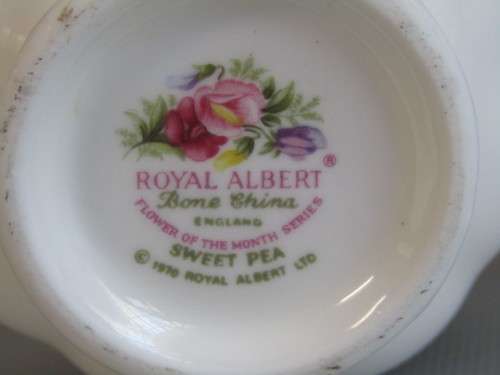 ROYAL ALBERT ®
Bone China
ENGLAND
FLOWER OF THE MONTH SERIES
SWEET PEA
© 1970 ROYAL ALBERT LTD